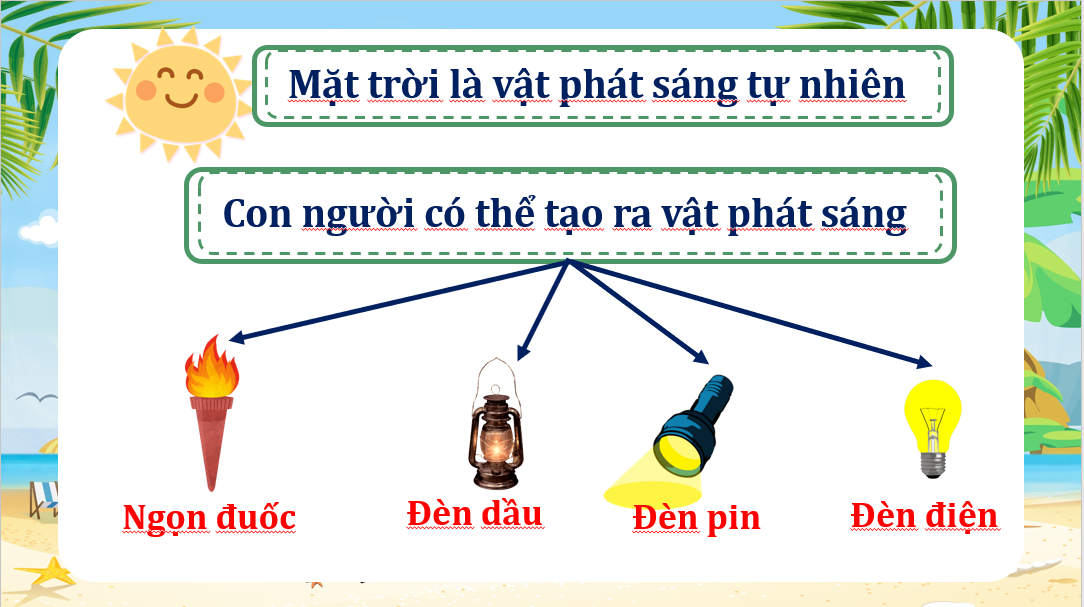 Mặt trời là vật phát sáng tự nhiên
Con người có thể tạo ra vật phát sáng
Ngọn đuốc
Đèn dầu
Đèn pin
Đèn điện